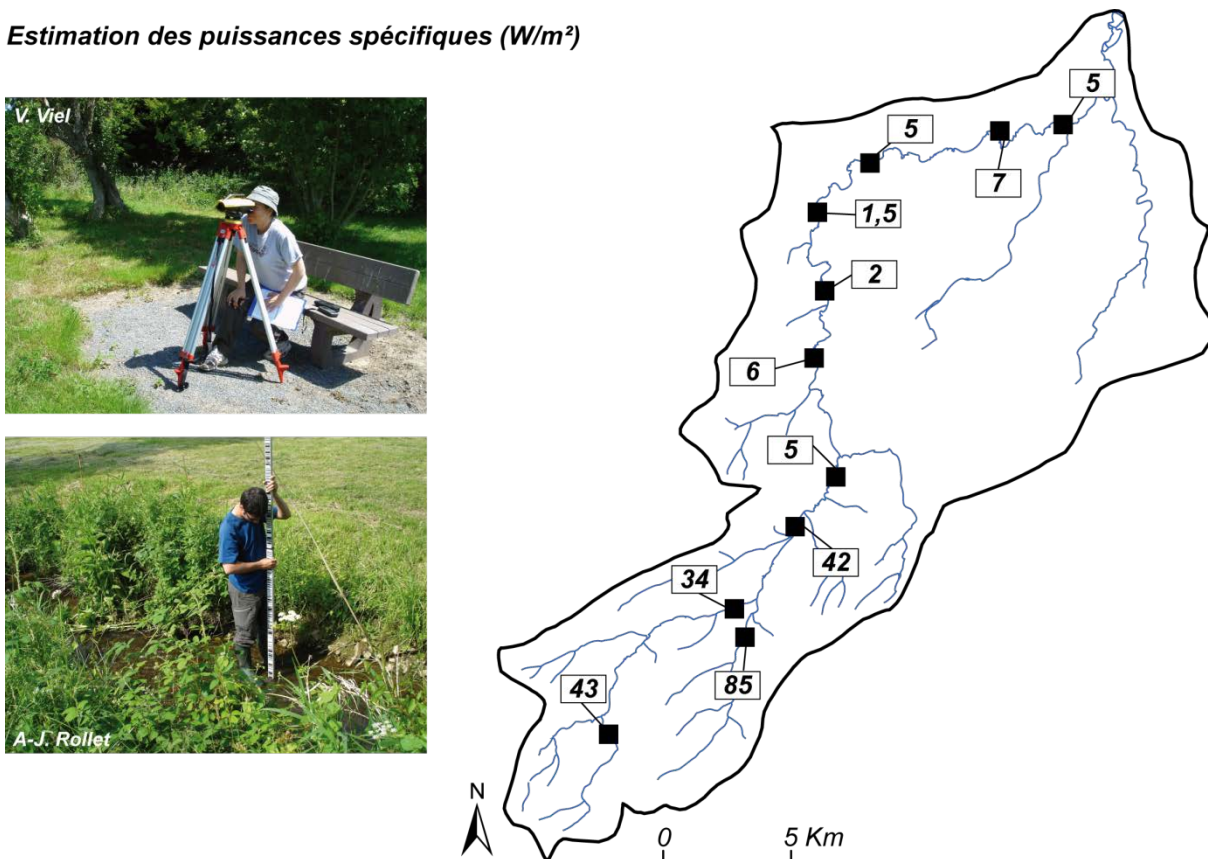 Estimation des puissances spécifiques (W/m²)
V. Viel
A-J. Rollet
5
5
7
1,5
2
6
5
42
34
85
43
N
0 5 Km